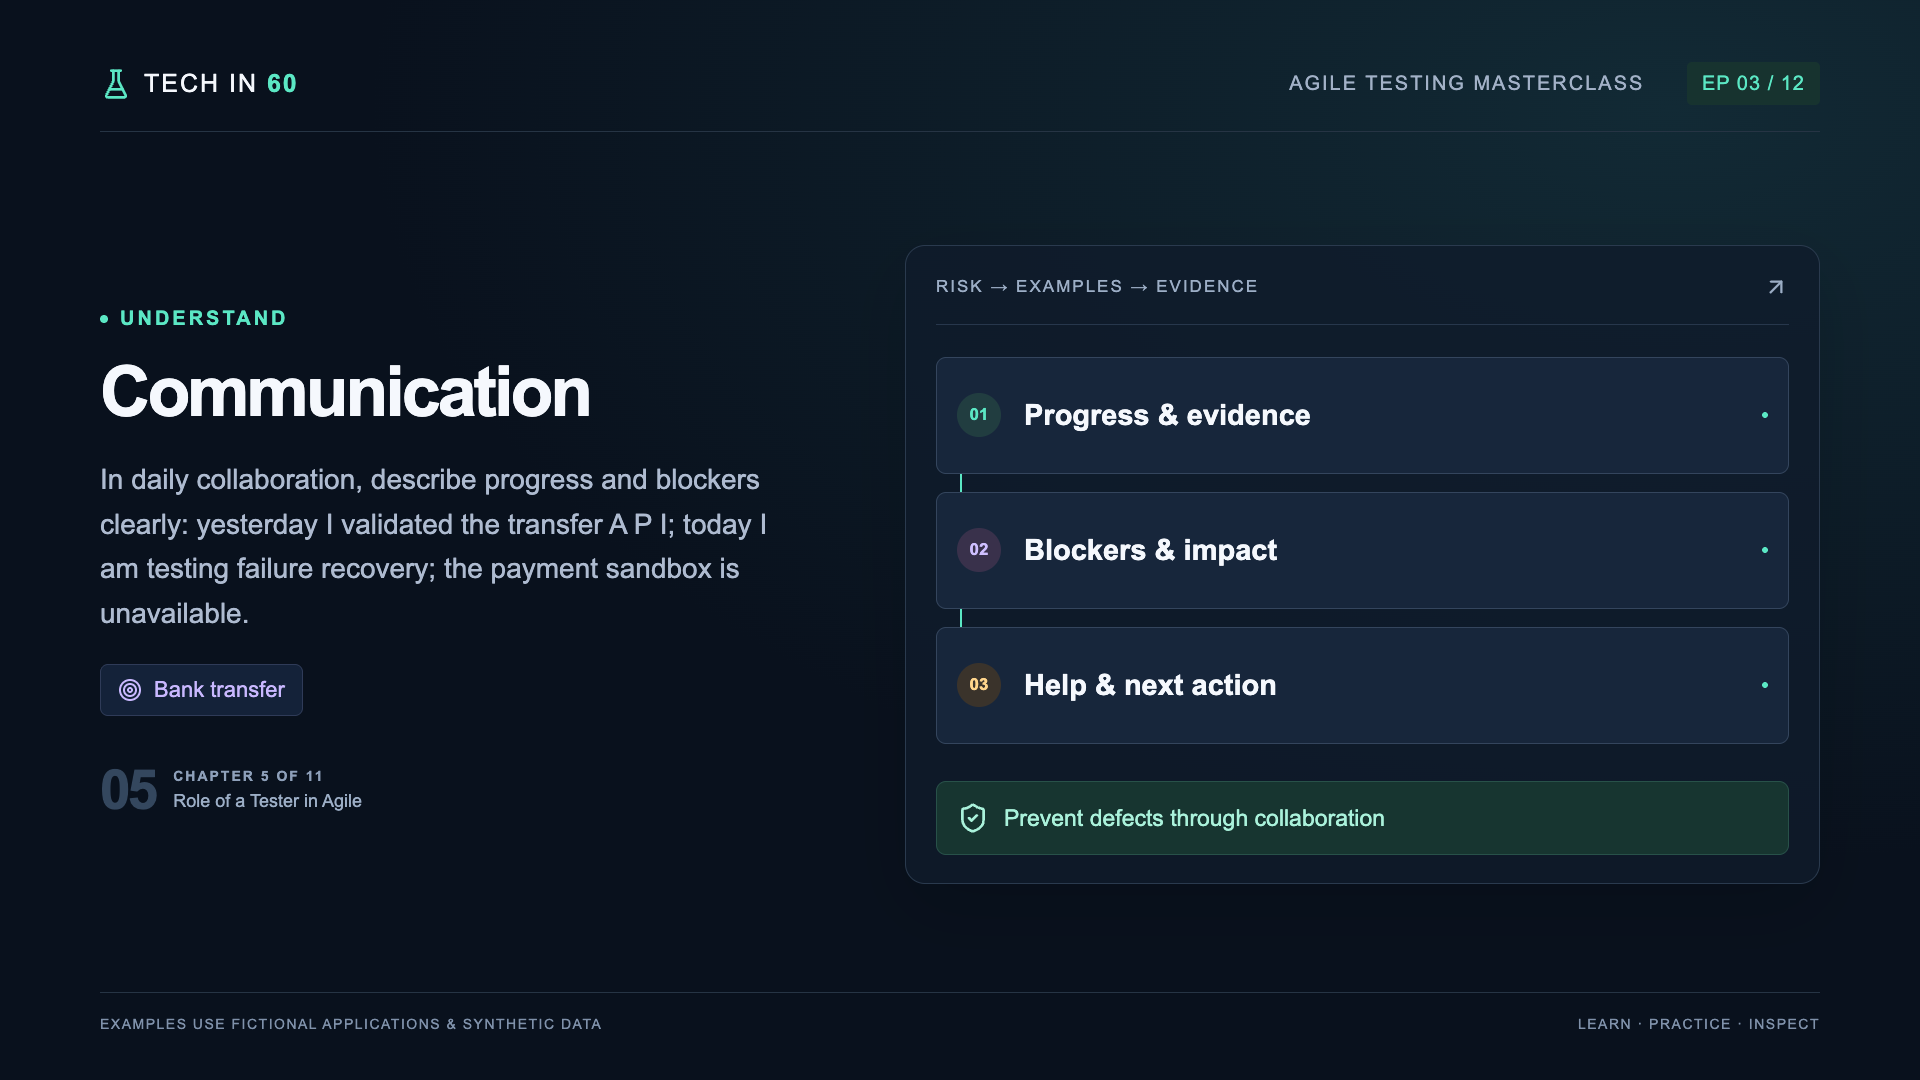 TECH IN 60
AGILE TESTING MASTERCLASS
EP 03 / 12
• UNDERSTAND
Communication
In daily collaboration, describe progress and blockers
clearly: yesterday I validated the transfer A P I; today I
am testing failure recovery; the payment sandbox is
unavailable.
Bank transfer
05
CHAPTER 5 OF 11
Role of a Tester in Agile
RISK → EXAMPLES → EVIDENCE
01
Progress & evidence
02
Blockers & impact
03
Help & next action
Prevent defects through collaboration
EXAMPLES USE FICTIONAL APPLICATIONS & SYNTHETIC DATA
LEARN · PRACTICE · INSPECT